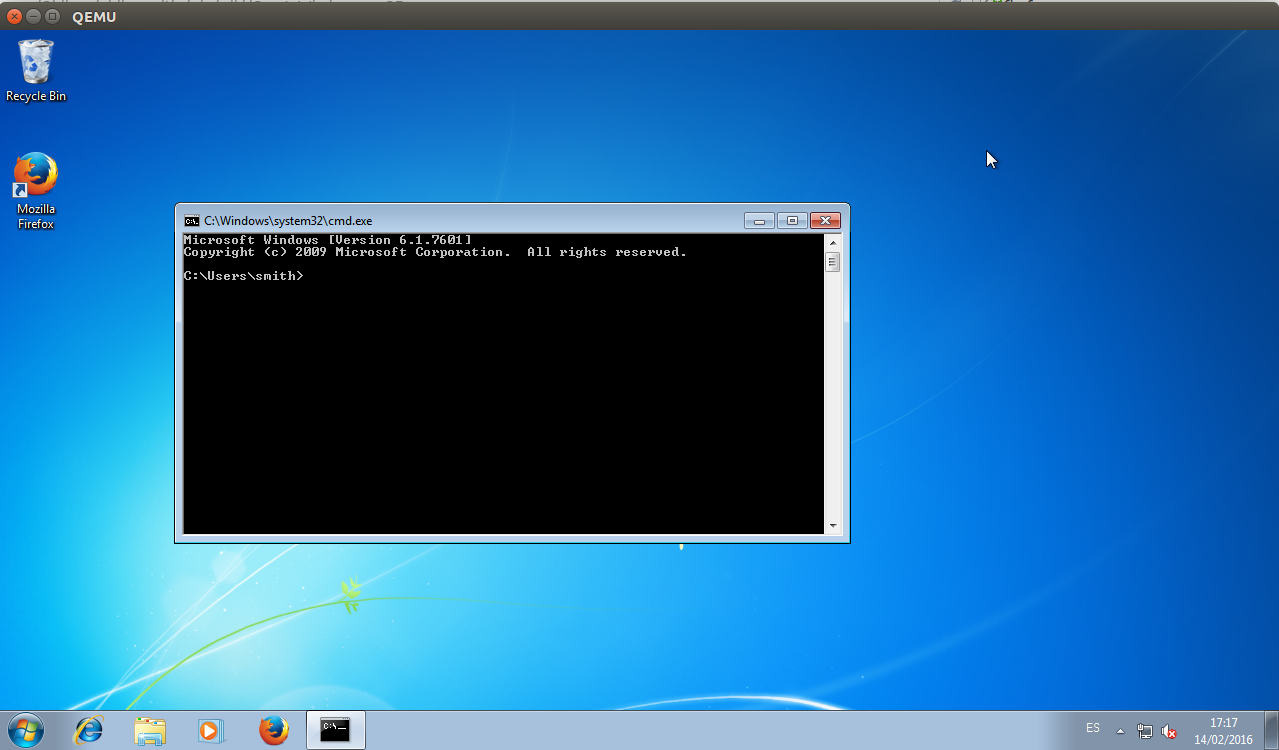 QEMU
Recycle Bin
Mozilla
Firefox
C:\Windows\system32\cmd.exe
Microsoft Windows [Version 6.1.7601]
Copyright (c) 2009 Microsoft Corporation.  All rights reserved.
C:\Users\smith>
ES
17:17
14/02/2016